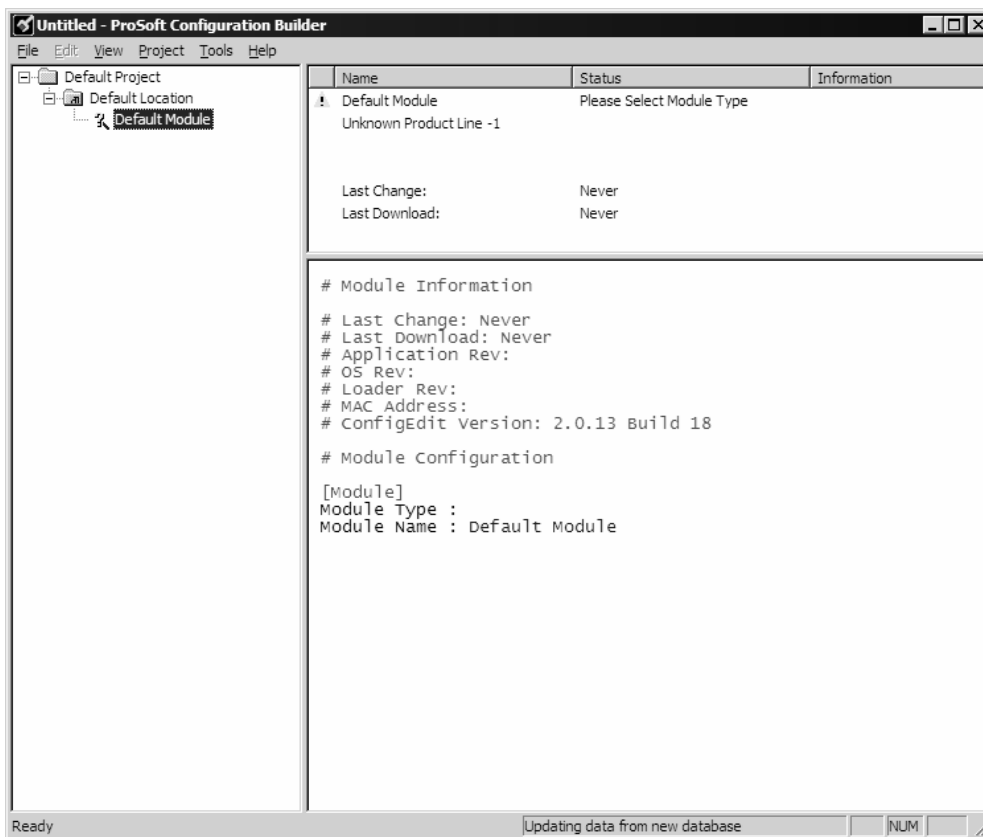 Untitled - ProSoft Configuration Builder
File Edit View Project Tools Help
Default Project
Default Location
Default Module
Name Status Information
Default Module Please Select Module Type
Unknown Product Line -1
Last Change: Never
Last Download: Never
# Module Information
# Last Change: Never
# Last Download: Never
# Application Rev:
# OS Rev:
# Loader Rev:
# MAC Address:
# ConfigEdit Version: 2.0.13 Build 18
# Module Configuration
[Module]
Module Type :
Module Name : Default Module
Ready Updating data from new database NUM